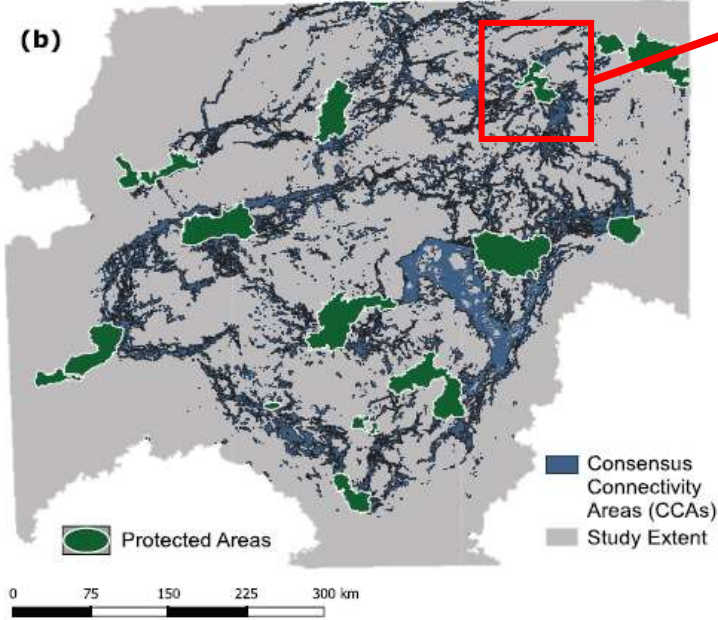 (b)
Consensus
Connectivity
Areas (CCAs)
Study Extent
Protected Areas
0 75 150 225 300 km